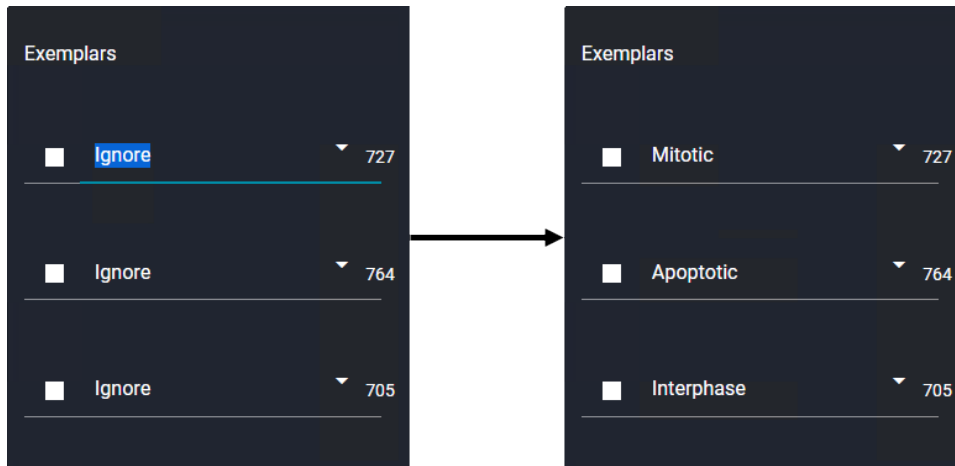 Exemplars
Ignore 727
Ignore 764
Ignore 705
Exemplars
Mitotic 727
Apoptotic 764
Interphase 705